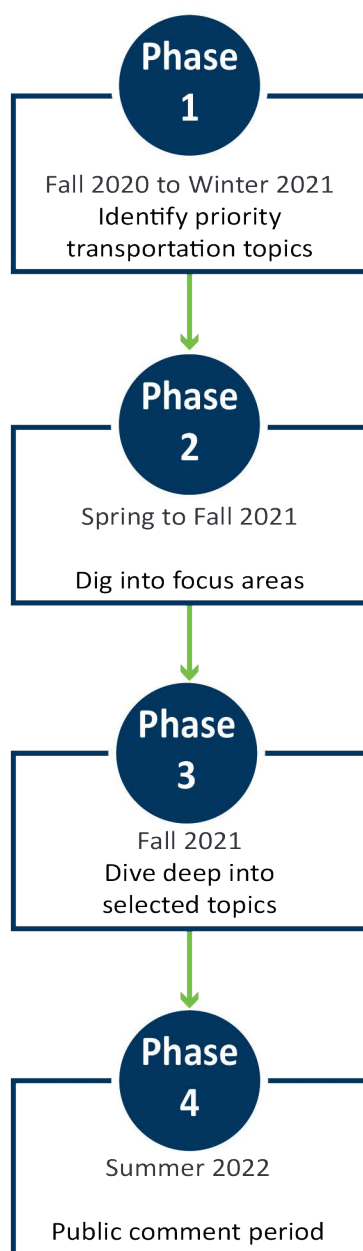 Phase
1
Fall 2020 to Winter 2021
Identify priority
transportation topics
Phase
2
Spring to Fall 2021
Dig into focus areas
Phase
3
Fall 2021
Dive deep into
selected topics
Phase
4
Summer 2022
Public comment period